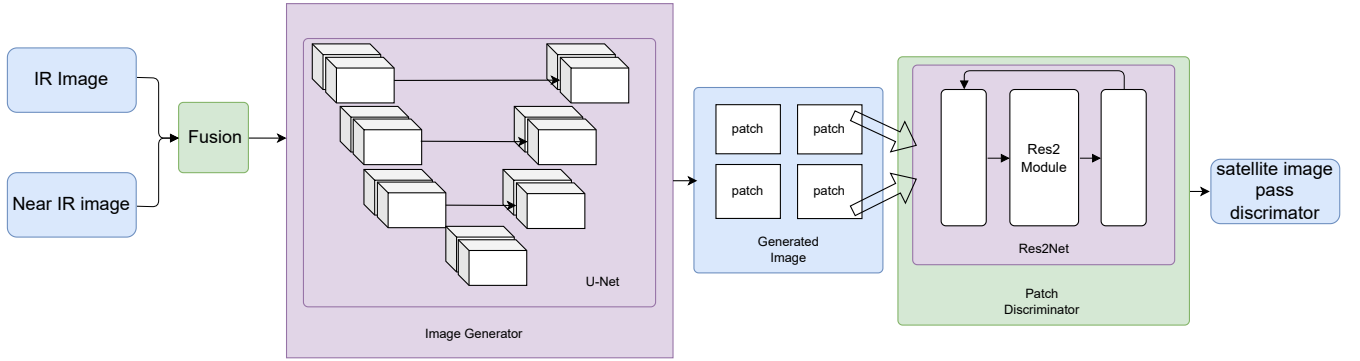 IR Image
Near IR image
Fusion
U-Net
Image Generator
patch
patch
patch
patch
Generated
Image
Res2
Module
Res2Net
Patch
Discriminator
satellite image
pass
discrimator